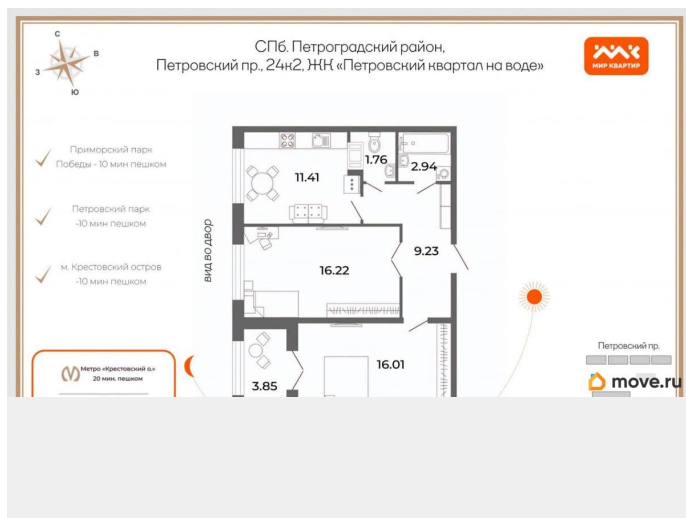 СПб. Петроградский район,
Петровский пр., 24к2, ЖК «Петровский квартал на воде»
МИР КВАРТИР
С
В
З
Ю
Приморский парк
Победы - 10 мин пешком
Петровский парк
-10 мин пешком
м. Крестовский остров
-10 мин пешком
вид во двор
11.41
1.76
2.94
9.23
16.22
16.01
3.85
Метро «Крестовский о.»
20 мин. пешком
Петровский пр.
move.ru